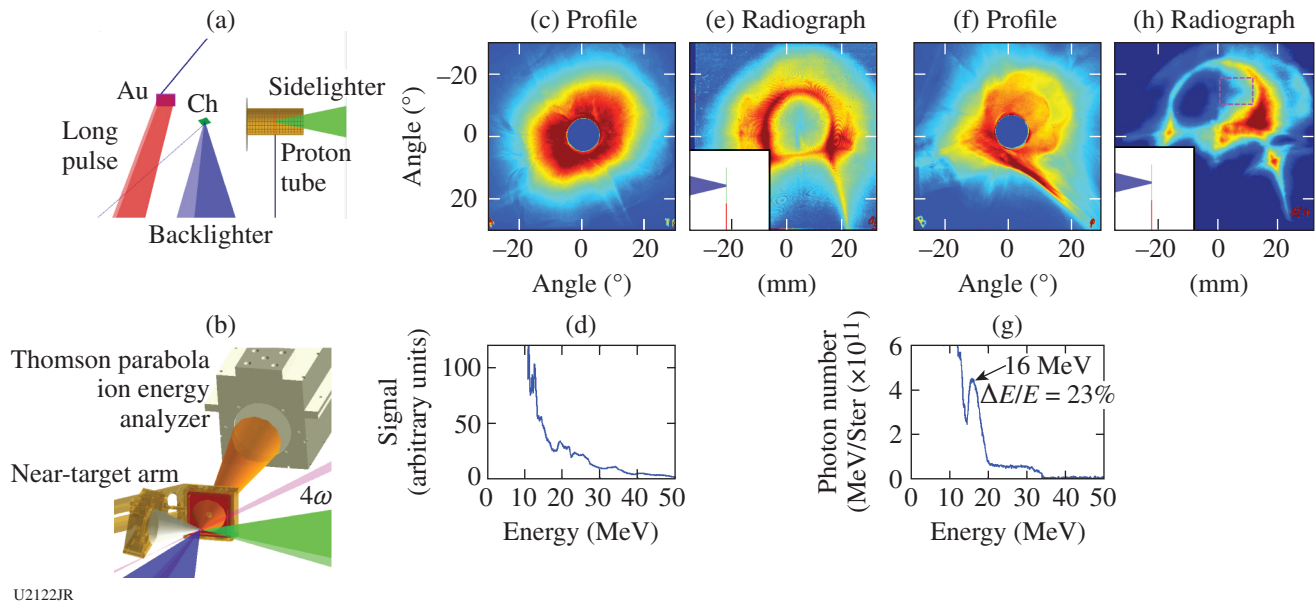 (a)
Au
Ch
Sidelighter
Long
pulse
Proton
tube
Backlighter
(b)
Thomson parabola
ion energy
analyzer
Near-target arm
4ω
(c) Profile
(e) Radiograph
(f) Profile
(h) Radiograph
Angle (°)
–20
0
20
–20 0 20
Angle (°)
–20 0 20
(mm)
–20 0 20
Angle (°)
–20 0 20
(mm)
(d)
Signal
(arbitrary units)
100
50
0
0 10 20 30 40 50
Energy (MeV)
(g)
Photon number
(MeV/Ster (×10¹¹)
6
4
2
0
16 MeV
ΔE/E = 23%
0 10 20 30 40 50
Energy (MeV)
U2122JR